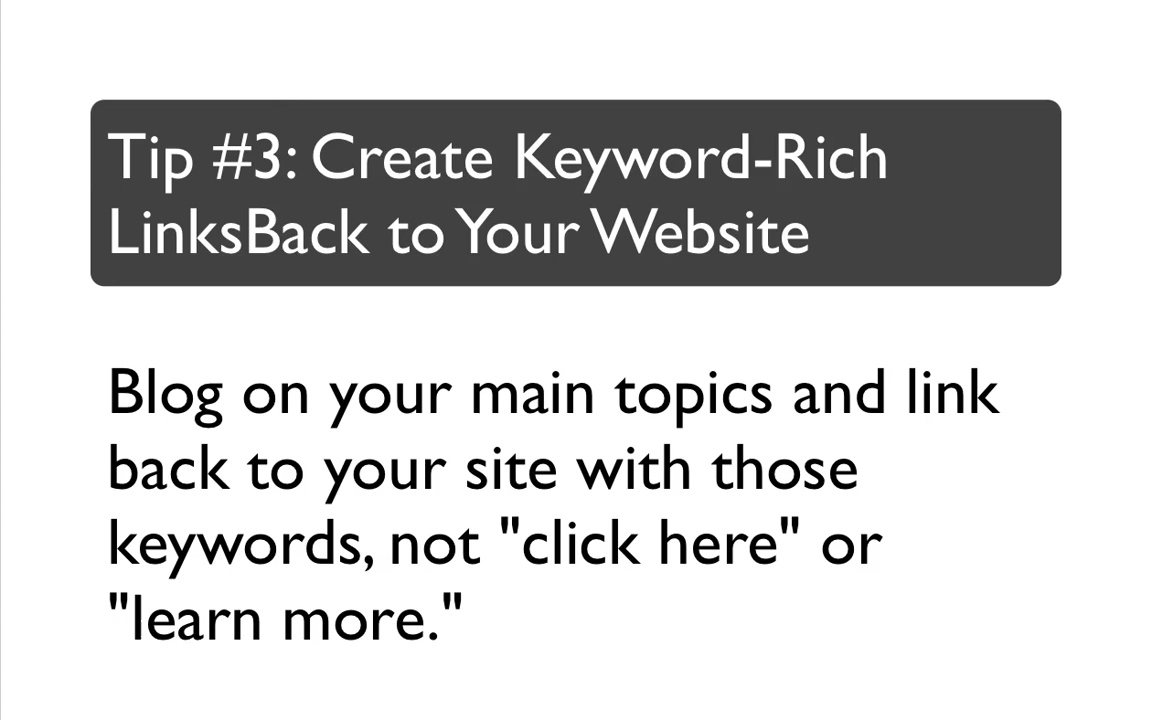 Tip #3: Create Keyword-Rich
LinksBack to Your Website
Blog on your main topics and link
back to your site with those
keywords, not "click here" or
"learn more."